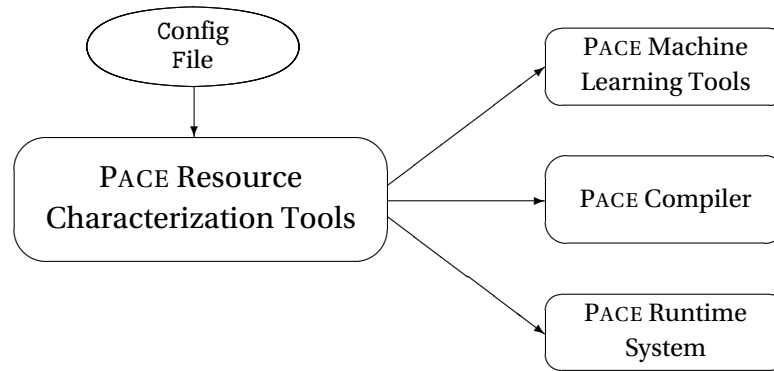 Config
File
PACE Resource
Characterization Tools
PACE Machine
Learning Tools
PACE Compiler
PACE Runtime
System